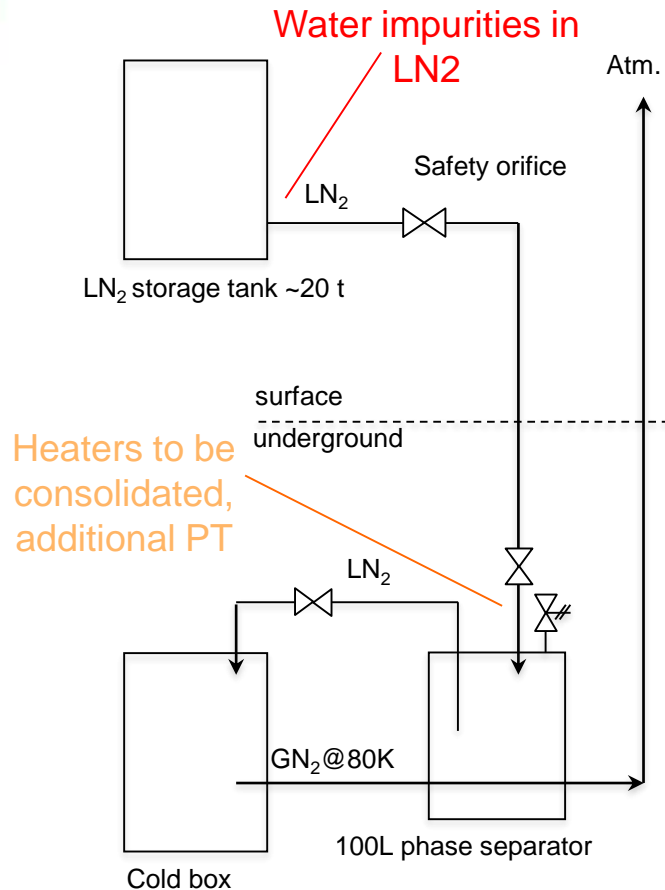 Water impurities in
LN2
Atm.
Safety orifice
LN₂
LN₂ storage tank ~20 t
surface
underground
Heaters to be
consolidated,
additional PT
LN₂
GN₂@80K
100L phase separator
Cold box